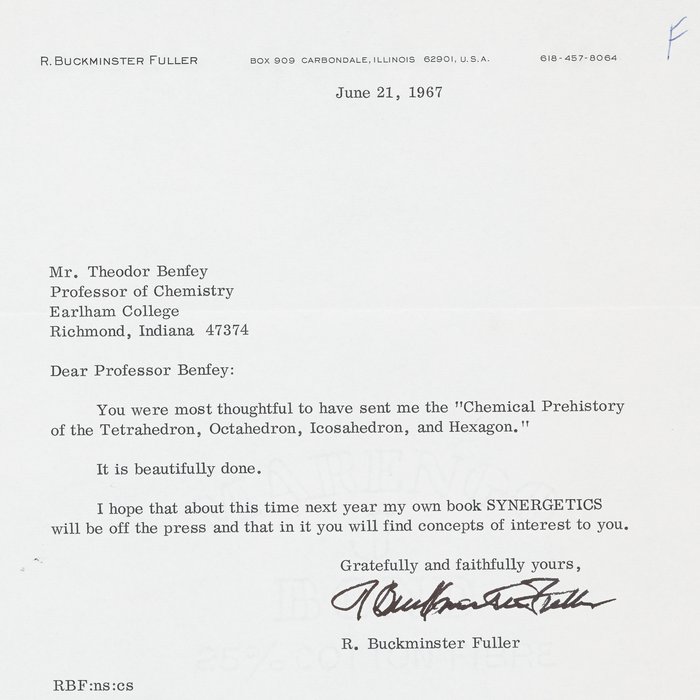 F
R. BUCKMINSTER FULLER BOX 909 CARBONDALE, ILLINOIS 62901, U.S.A. 618-457-8064
June 21, 1967
Mr. Theodor Benfey
Professor of Chemistry
Earlham College
Richmond, Indiana 47374
Dear Professor Benfey:
You were most thoughtful to have sent me the "Chemical Prehistory
of the Tetrahedron, Octahedron, Icosahedron, and Hexagon."
It is beautifully done.
I hope that about this time next year my own book SYNERGETICS
will be off the press and that in it you will find concepts of interest to you.
Gratefully and faithfully yours,
R Buckminster Fuller
R. Buckminster Fuller
RBF:ns:cs